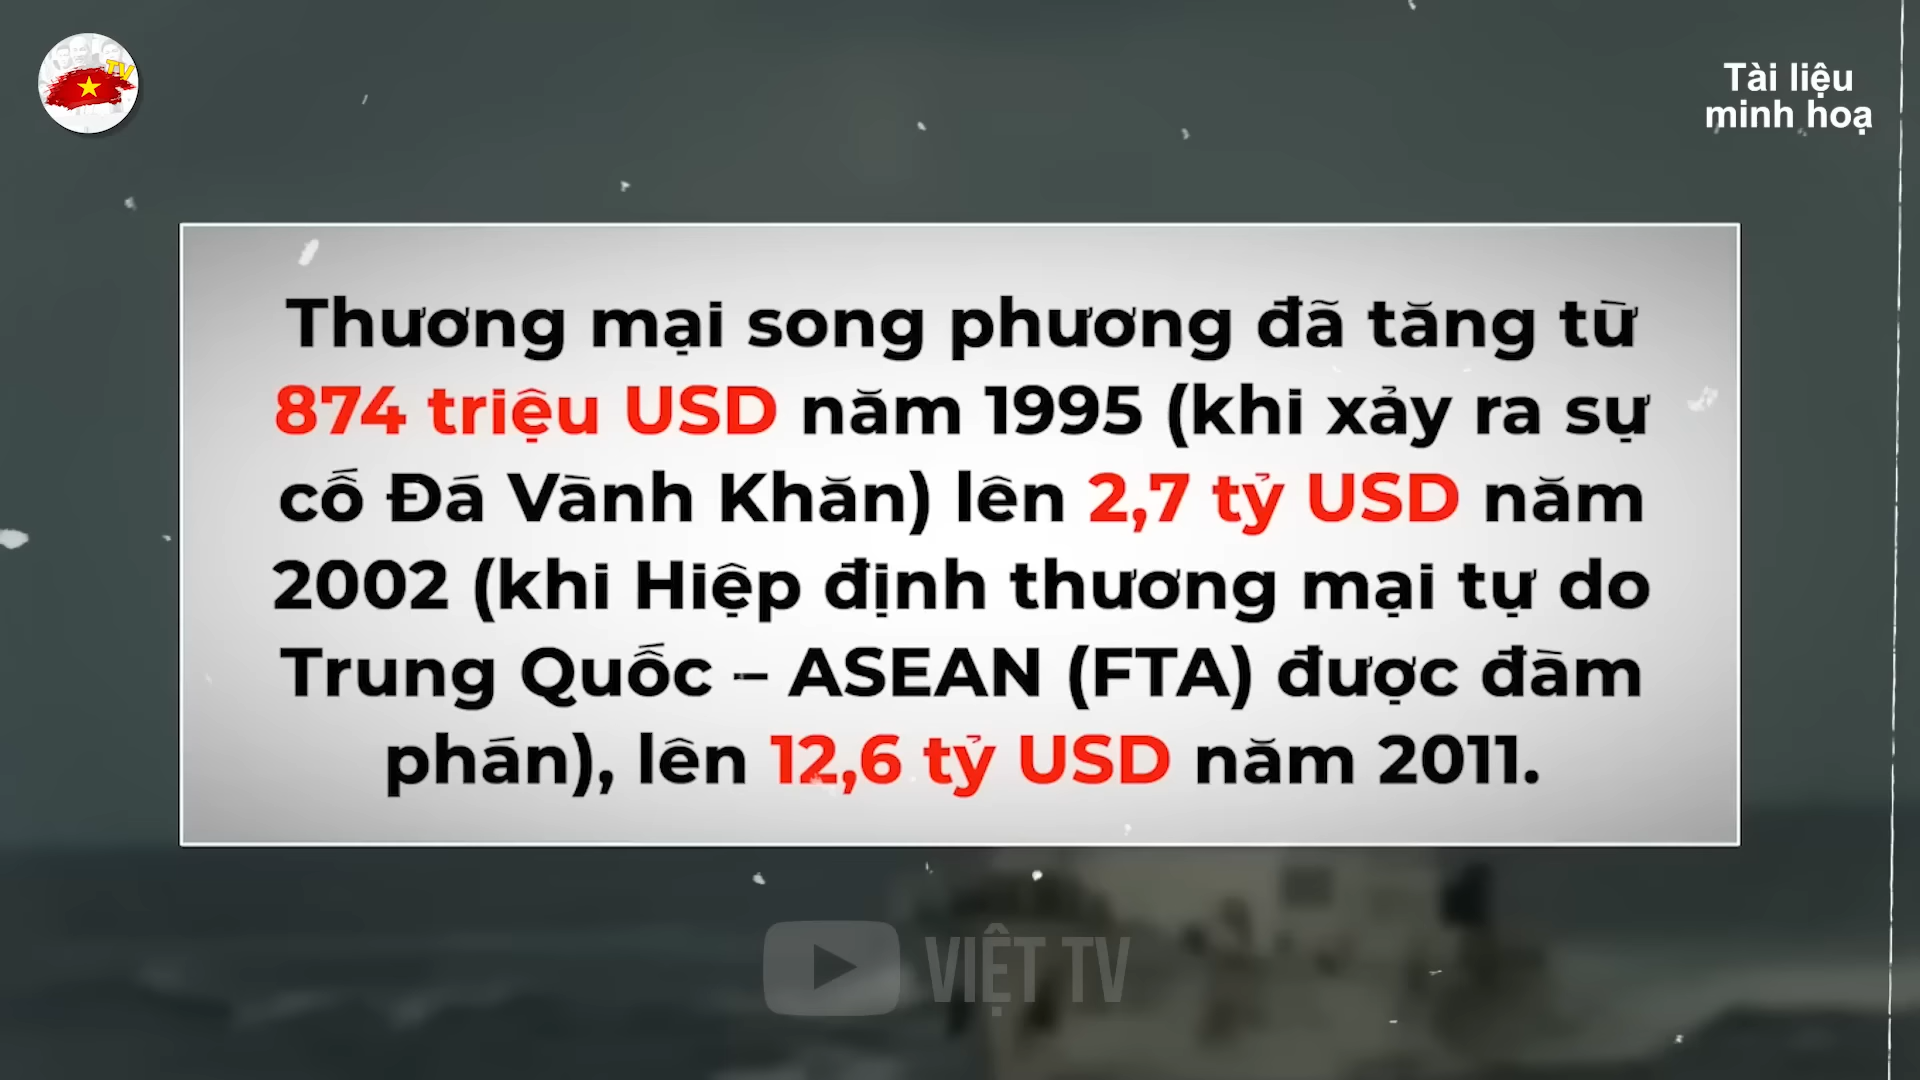 TV
Tài liệu
minh hoạ
Thương mại song phương đã tăng từ
874 triệu USD năm 1995 (khi xảy ra sự
cố Đá Vành Khăn) lên 2,7 tỷ USD năm
2002 (khi Hiệp định thương mại tự do
Trung Quốc – ASEAN (FTA) được đàm
phán), lên 12,6 tỷ USD năm 2011.
VIỆT TV